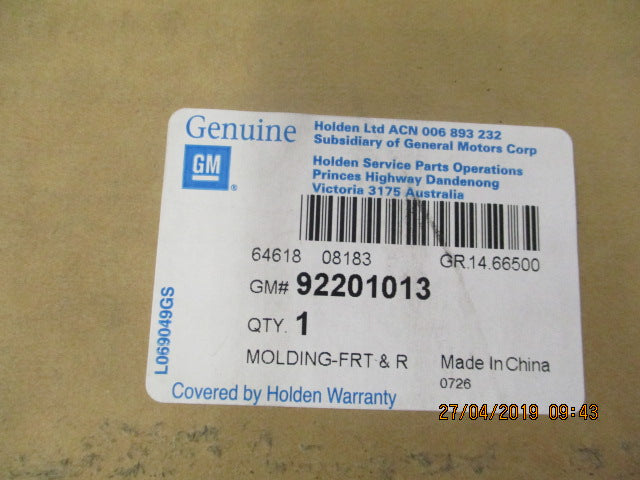 Genuine
GM
Holden Ltd ACN 006 893 232
Subsidiary of General Motors Corp
Holden Service Parts Operations
Princes Highway Dandenong
Victoria 3175 Australia
64618 08183 GR.14.66500
GM# 92201013
QTY. 1
MOLDING-FRT & R Made In China
0726
Covered by Holden Warranty
L069049GS
27/04/2019 09:43